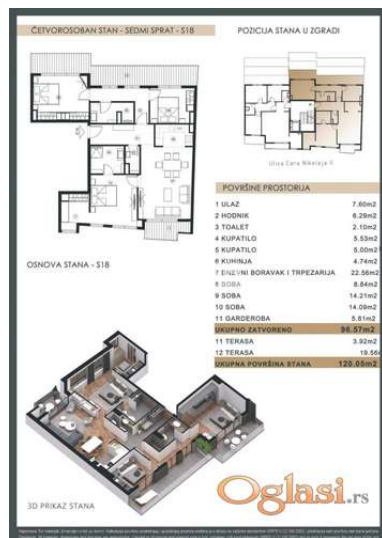 ČETVOROSOBAN STAN - SEDMI SPRAT - S18
POZICIJA STANA U ZGRADI
Ulica Cara Nikolaja II
POVRŠINE PROSTORIJA
1 ULAZ 7.60m2
2 HODNIK 6.29m2
3 TOALET 2.10m2
4 KUPATILO 5.53m2
5 KUPATILO 5.00m2
6 KUHINJA 4.74m2
7 DNEVNI BORAVAK I TRPEZARIJA 22.56m2
8 SOBA 8.84m2
9 SOBA 14.21m2
10 SOBA 14.09m2
11 GARDEROBA 5.61m2
UKUPNO ZATVORENO 96.57m2
11 TERASA 3.92m2
12 TERASA 19.56
UKUPNA POVRŠINA STANA 120.05m2
OSNOVA STANA - S18
3D PRIKAZ STANA
Oglasi.rs